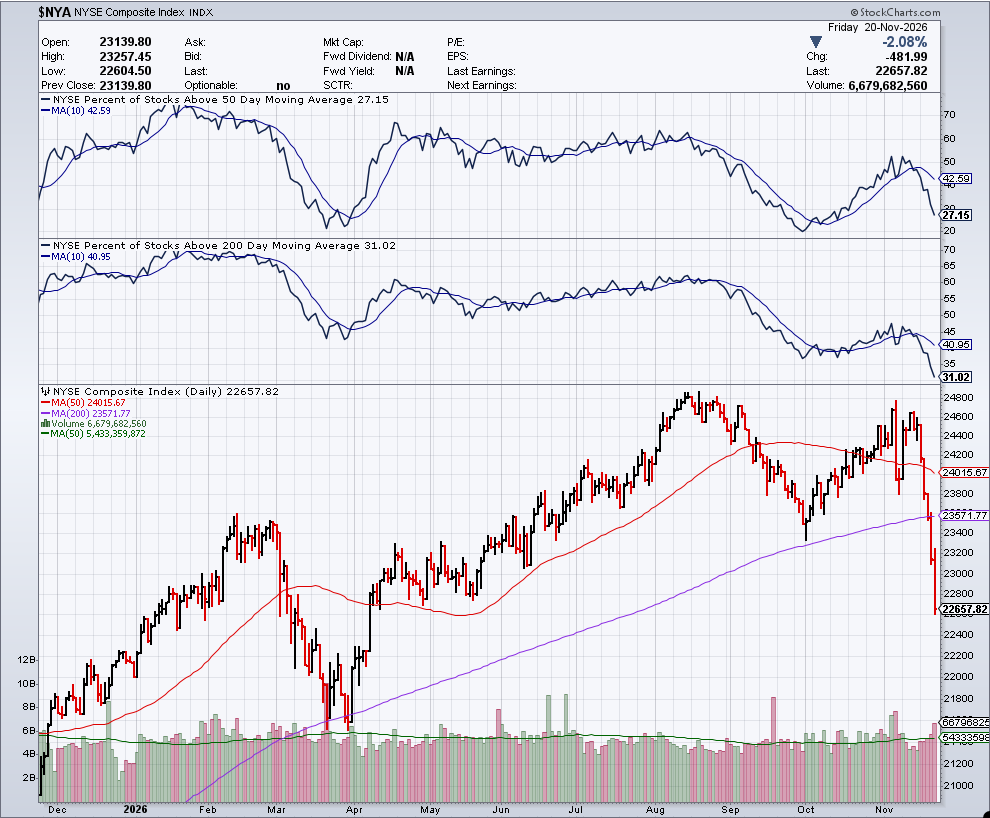 $NYA NYSE Composite Index INDX
© StockCharts.com
Friday 20-Nov-2026
Open: 23139.80 Ask: Mkt Cap: P/E: -2.08%
High: 23257.45 Bid: Fwd Dividend: N/A EPS: Chg: -481.99
Low: 22604.50 Last: Fwd Yield: N/A Last Earnings: Last: 22657.82
Prev Close: 23139.80 Optionable: no SCTR: Next Earnings: Volume: 6,679,682,560
NYSE Percent of Stocks Above 50 Day Moving Average 27.15
MA(10) 42.59
70
60
50
42.59
40
30
27.15
20
NYSE Percent of Stocks Above 200 Day Moving Average 31.02
MA(10) 40.95
70
65
60
55
50
45
40.95
35
31.02
NYSE Composite Index (Daily) 22657.82
MA(50) 24015.67
MA(200) 23571.77
Volume 6,679,682,560
MA(50) 5,433,359,872
24800
24600
24400
24200
24015.67
23800
23571.77
23400
23200
23000
22800
22657.82
22400
22200
22000
21800
66796825
54333598
21200
21000
12B
10B
8B
6B
4B
2B
Dec 2026 Feb Mar Apr May Jun Jul Aug Sep Oct Nov